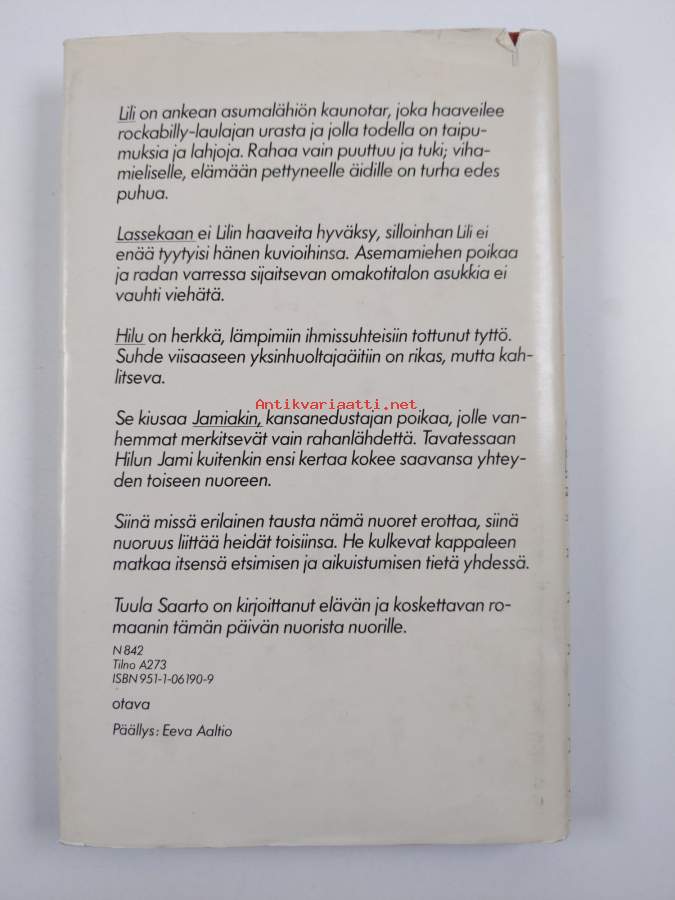 Lili on ankean asumalähiön kaunotar, joka haaveilee
rockabilly-laulajan urasta ja jolla todella on taipu-
muksia ja lahjoja. Rahaa vain puuttuu ja tuki; viha-
mieliselle, elämään pettyneelle äidille on turha edes
puhua.
Lassekaan ei Lilin haaveita hyväksy, silloinhan Lili ei
enää tyytyisi hänen kuvioihinsa. Asemamiehen poikaa
ja radan varressa sijaitsevan omakotitalon asukkia ei
vauhti viehätä.
Hilu on herkkä, lämpimiin ihmissuhteisiin tottunut tyttö.
Suhde viisaaseen yksinhuoltajaäitiin on rikas, mutta kah-
litseva.
Antikvariaatti.net
Se kiusaa Jamiakin, kansanedustajan poikaa, jolle van-
hemmat merkitsevät vain rahanlähdettä. Tavatessaan
Hilun Jami kuitenkin ensi kertaa kokee saavansa yhtey-
den toiseen nuoreen.
Siinä missä erilainen tausta nämä nuoret erottaa, siinä
nuoruus liittää heidät toisiinsa. He kulkevat kappaleen
matkaa itsensä etsimisen ja aikuistumisen tietä yhdessä.
Tuula Saarto on kirjoittanut elävän ja koskettavan ro-
maanin tämän päivän nuorista nuorille.
N 842
Tilno A273
ISBN 951-1-06190-9
otava
Päällys: Eeva Aaltio